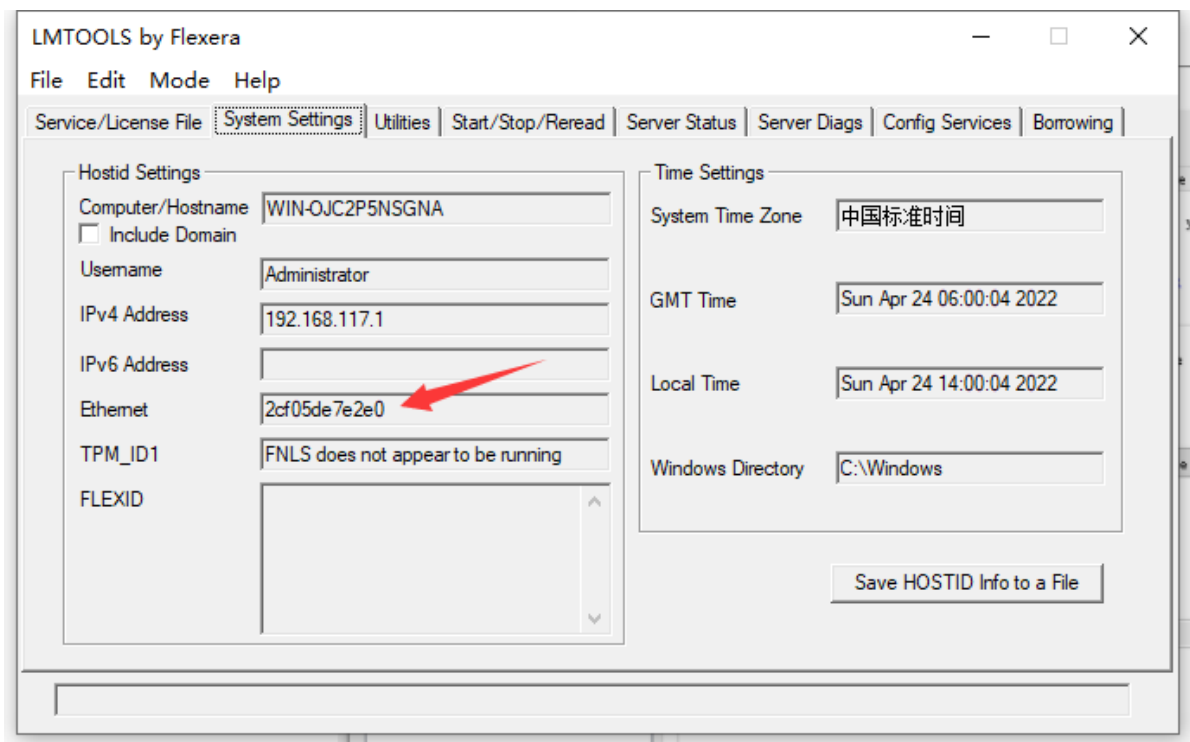 LMTOOLS by Flexera
File Edit Mode Help
Service/License File System Settings Utilities Start/Stop/Reread Server Status Server Diags Config Services Borrowing
Hostid Settings
Computer/Hostname WIN-OJC2P5NSGNA
Include Domain
Username Administrator
IPv4 Address 192.168.117.1
IPv6 Address
Ethernet 2cf05de7e2e0
TPM_ID1 FNLS does not appear to be running
FLEXID
Time Settings
System Time Zone 中国标准时间
GMT Time Sun Apr 24 06:00:04 2022
Local Time Sun Apr 24 14:00:04 2022
Windows Directory C:\Windows
Save HOSTID Info to a File